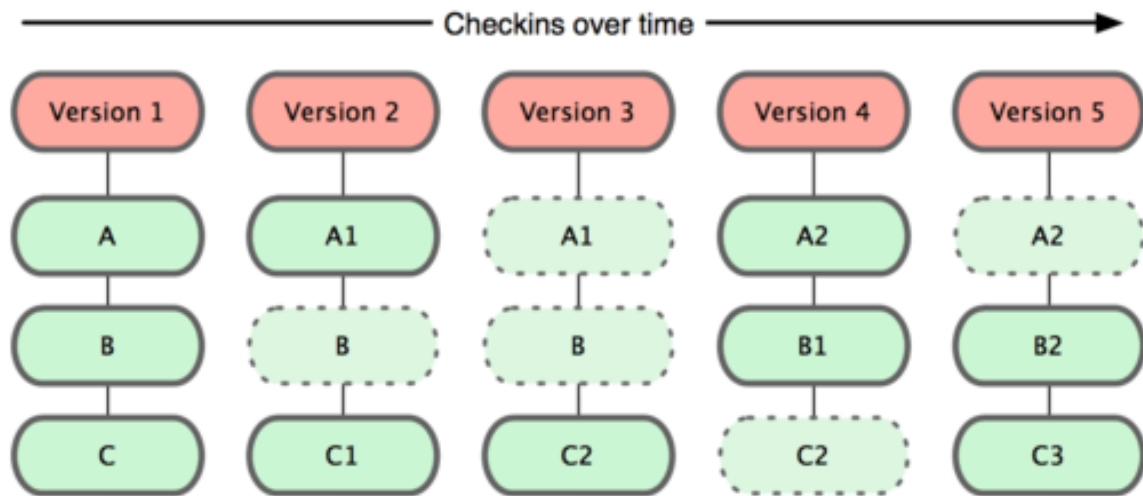 Checkins over time
Version 1 Version 2 Version 3 Version 4 Version 5
A A1 A1 A2 A2
B B B B1 B2
C C1 C2 C2 C3